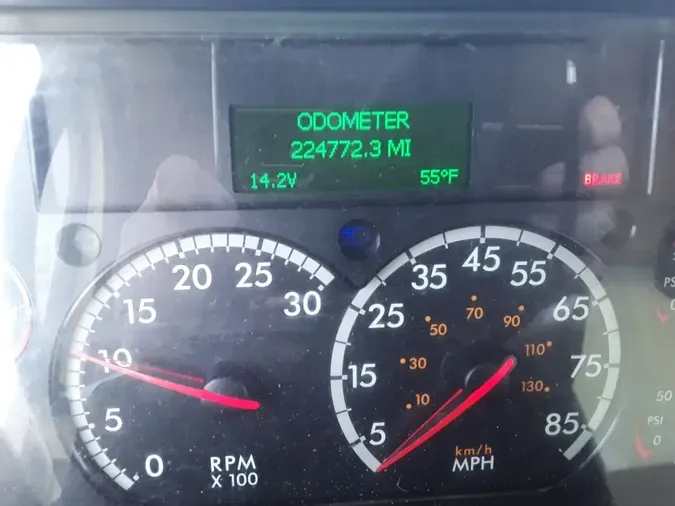 ODOMETER
224772.3 MI
14.2V 55°F
BRAKE
0 5 10 15 20 25 30
RPM
X 100
5 15 25 35 45 55 65 75 85
10 30 50 70 90 110 130
km/h
MPH
PSI
0
50
PSI
0